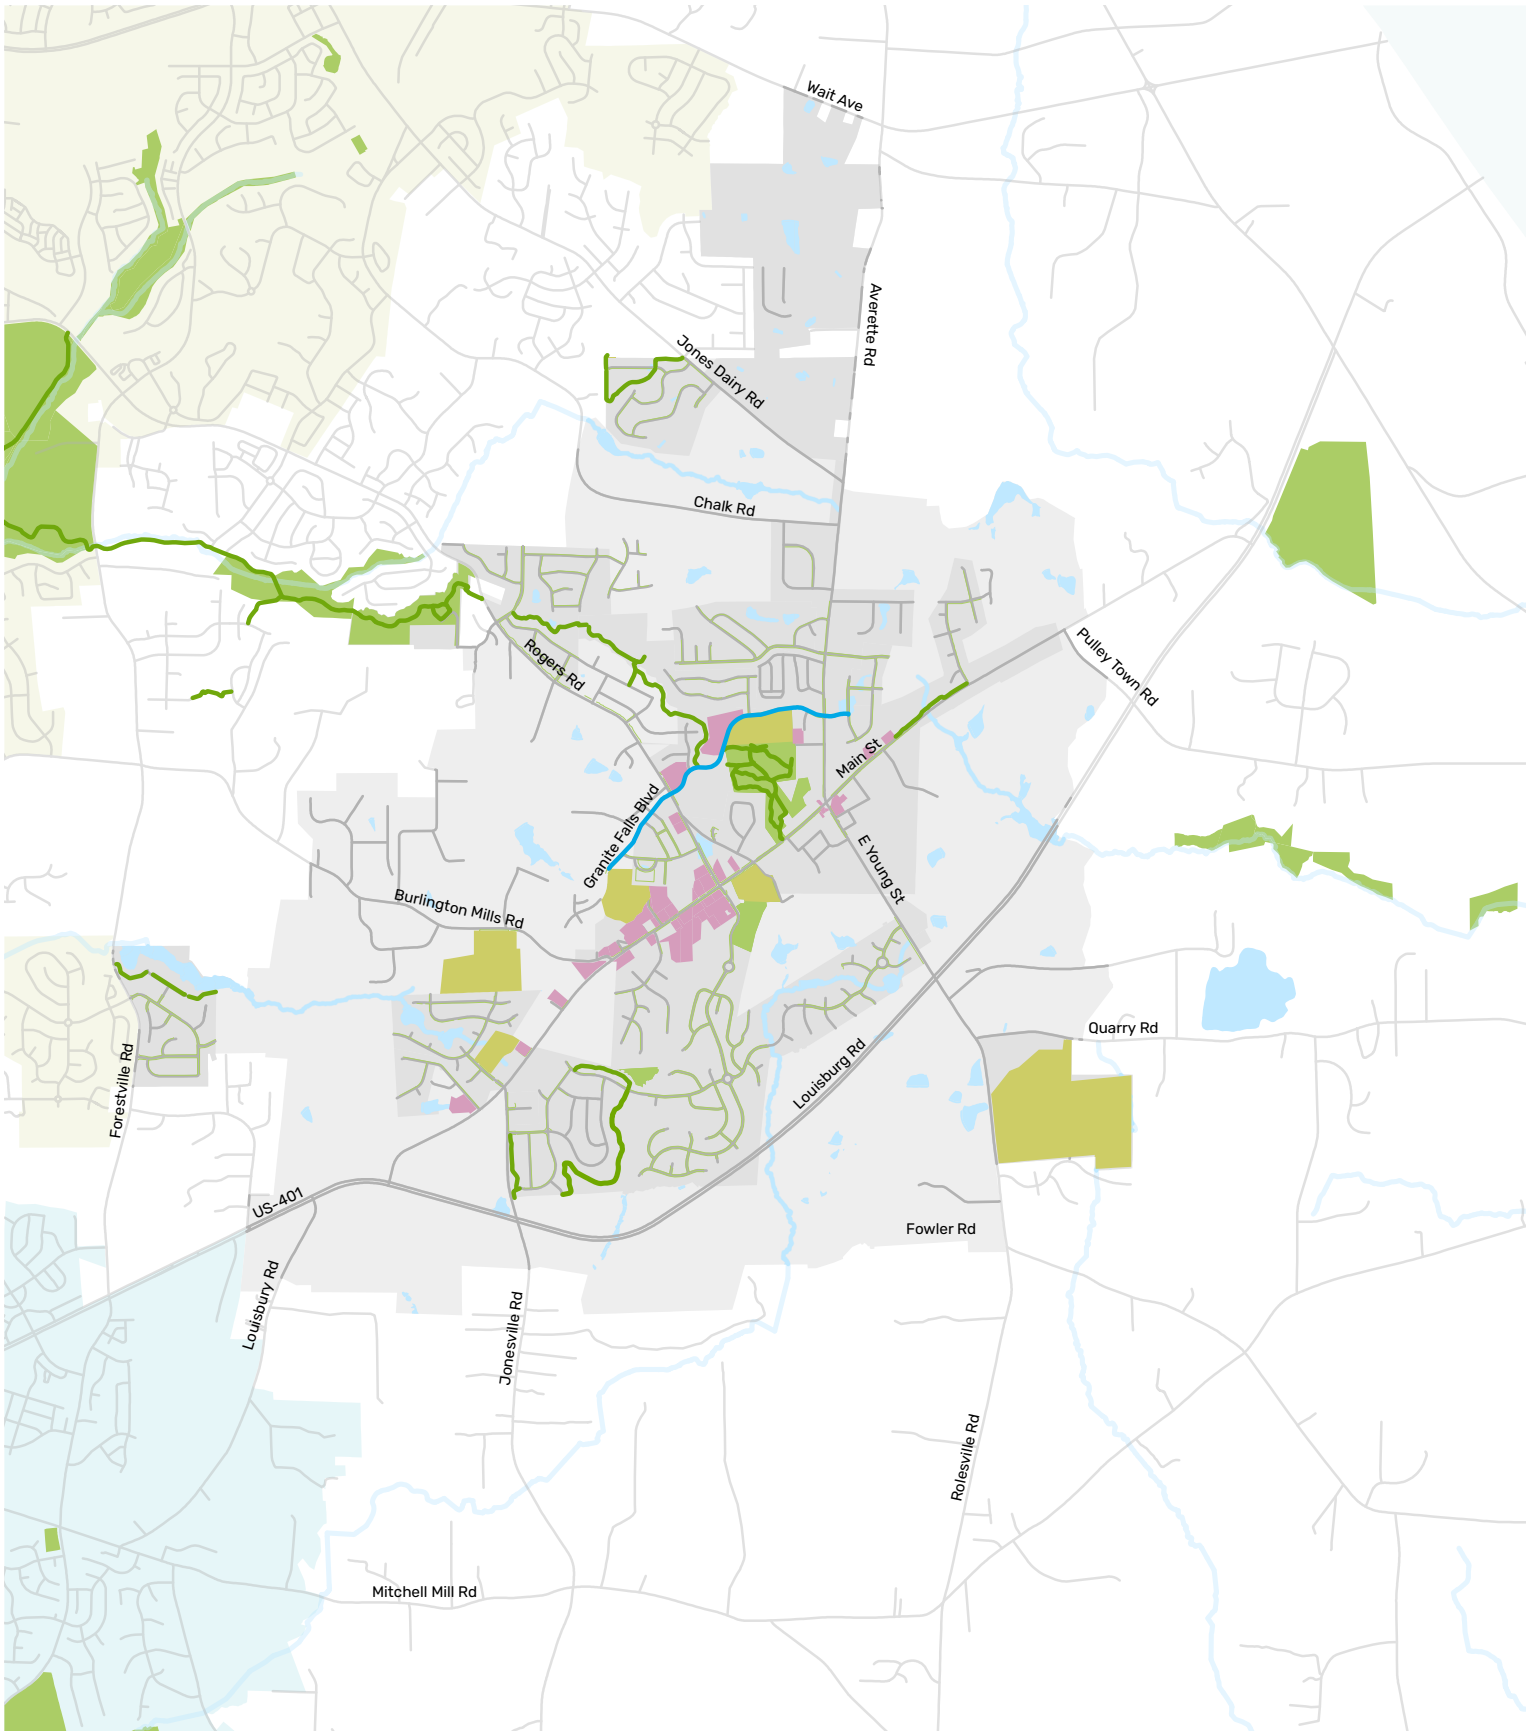 Wait Ave
Averette Rd
Jones Dairy Rd
Chalk Rd
Rogers Rd
Pulley Town Rd
Main St
Granite Falls Blvd
E Young St
Burlington Mills Rd
Quarry Rd
Forestville Rd
Louisburg Rd
US-401
Fowler Rd
Louisbury Rd
Jonesville Rd
Rolesville Rd
Mitchell Mill Rd